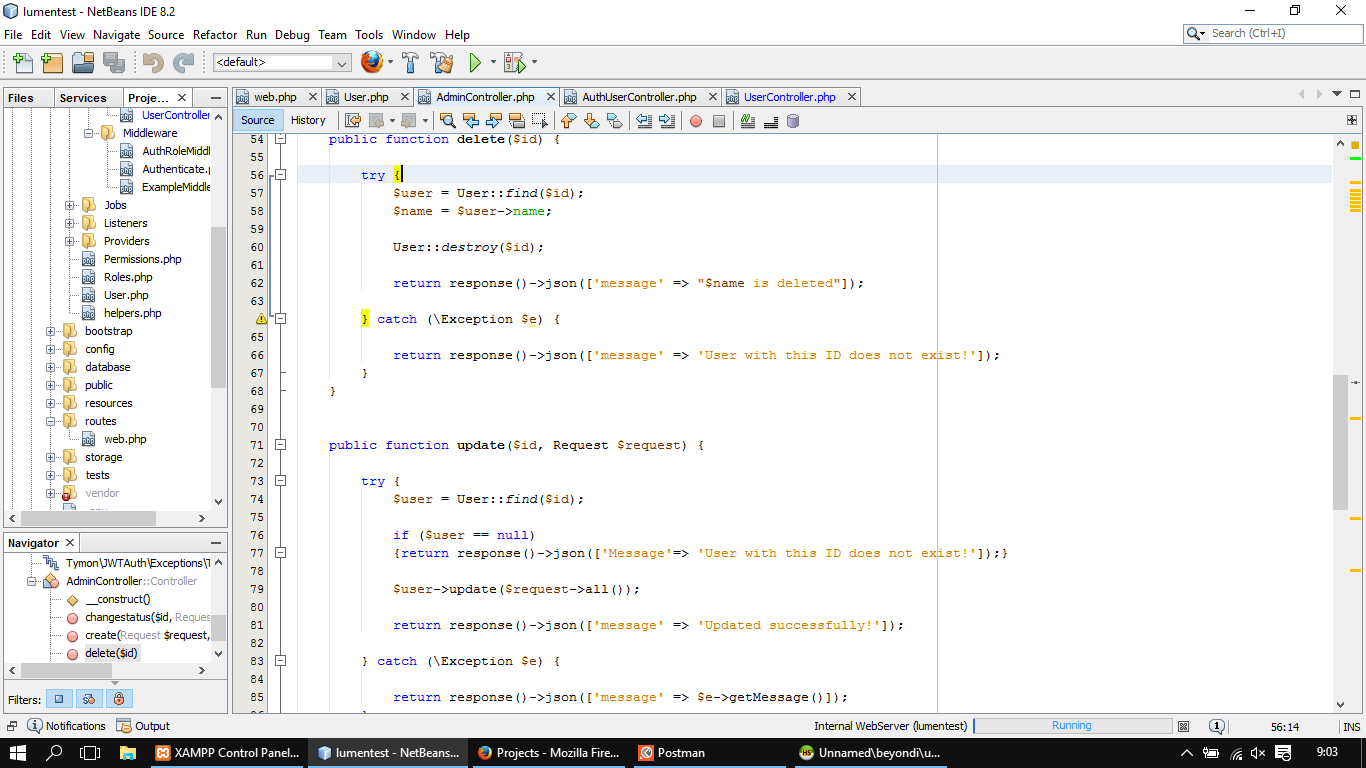 lumentest - NetBeans IDE 8.2
File Edit View Navigate Source Refactor Run Debug Team Tools Window Help
Search (Ctrl+I)
<default>
Files Services Proje...
web.php User.php AdminController.php AuthUserController.php UserController.php
Source History
UserController
Middleware
AuthRoleMiddl
Authenticate.p
ExampleMiddle
Jobs
Listeners
Providers
Permissions.php
Roles.php
User.php
helpers.php
bootstrap
config
database
public
resources
routes
web.php
storage
tests
vendor
Navigator
Tymon\JWTAuth\Exceptions\T
AdminController::Controller
__construct()
changestatus($id, Reques
create(Request $request,
delete($id)
Filters:
54 public function delete($id) {
55
56 try {
57 $user = User::find($id);
58 $name = $user->name;
59
60 User::destroy($id);
61
62 return response()->json(['message' => "$name is deleted"]);
63
} catch (\Exception $e) {
65
66 return response()->json(['message' => 'User with this ID does not exist!']);
67 }
68 }
69
70
71 public function update($id, Request $request) {
72
73 try {
74 $user = User::find($id);
75
76 if ($user == null)
77 {return response()->json(['Message'=> 'User with this ID does not exist!']);}
78
79 $user->update($request->all());
80
81 return response()->json(['message' => 'Updated successfully!']);
82
83 } catch (\Exception $e) {
84
85 return response()->json(['message' => $e->getMessage()]);
Notifications Output
Internal WebServer (lumentest) Running 1 56:14 INS
XAMPP Control Panel... lumentest - NetBeans... Projects - Mozilla Fire... Postman Unnamed\beyondi\u... 9:03